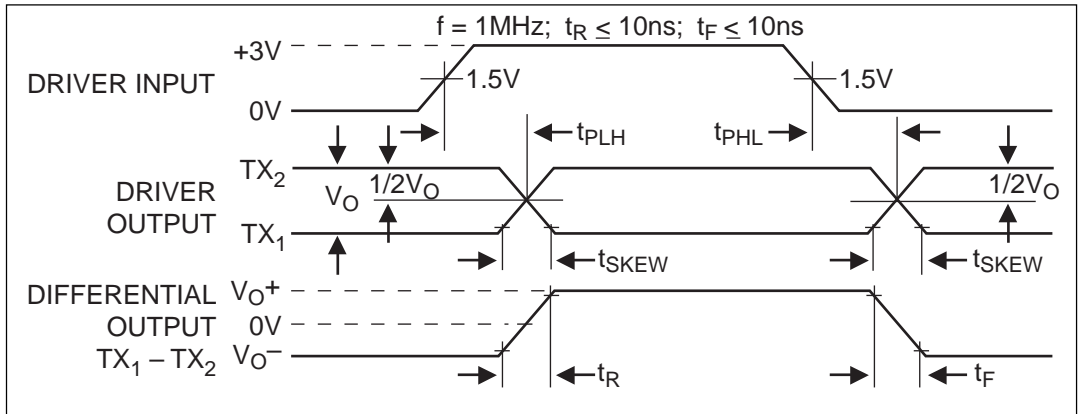 f = 1MHz; tR ≤ 10ns; tF ≤ 10ns
+3V
DRIVER INPUT
1.5V
1.5V
0V
tPLH
tPHL
TX2
DRIVER
OUTPUT
VO
1/2VO
1/2VO
TX1
tSKEW
tSKEW
DIFFERENTIAL
OUTPUT
TX1 – TX2
VO+
0V
VO–
tR
tF